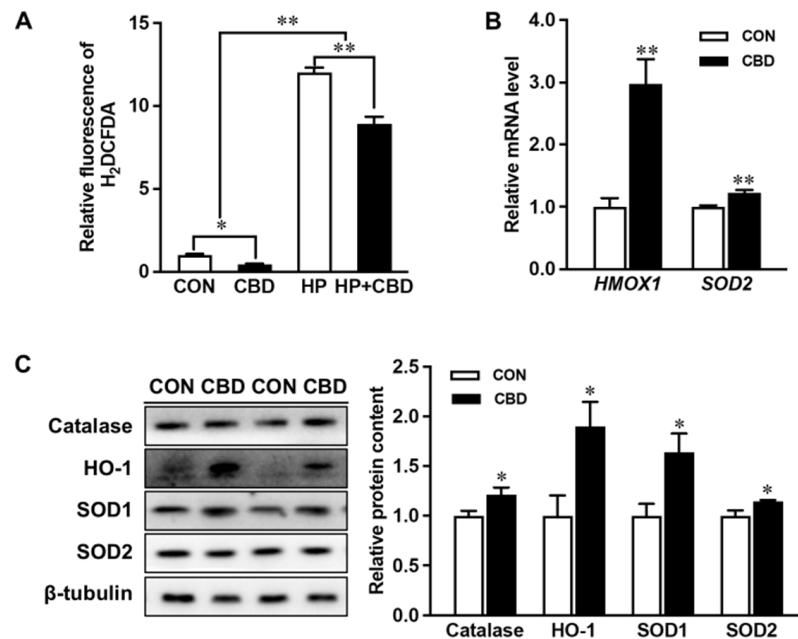 A
Relative fluorescence of
H₂DCFDA
15
10
5
0
**
**
*
CON CBD HP HP+CBD
B
Relative mRNA level
4.0
3.0
2.0
1.0
0.0
CON
CBD
**
**
HMOX1 SOD2
C
CON CBD CON CBD
Catalase
HO-1
SOD1
SOD2
β-tubulin
Relative protein content
2.5
2.0
1.5
1.0
0.5
0.0
CON
CBD
*
*
*
*
Catalase HO-1 SOD1 SOD2